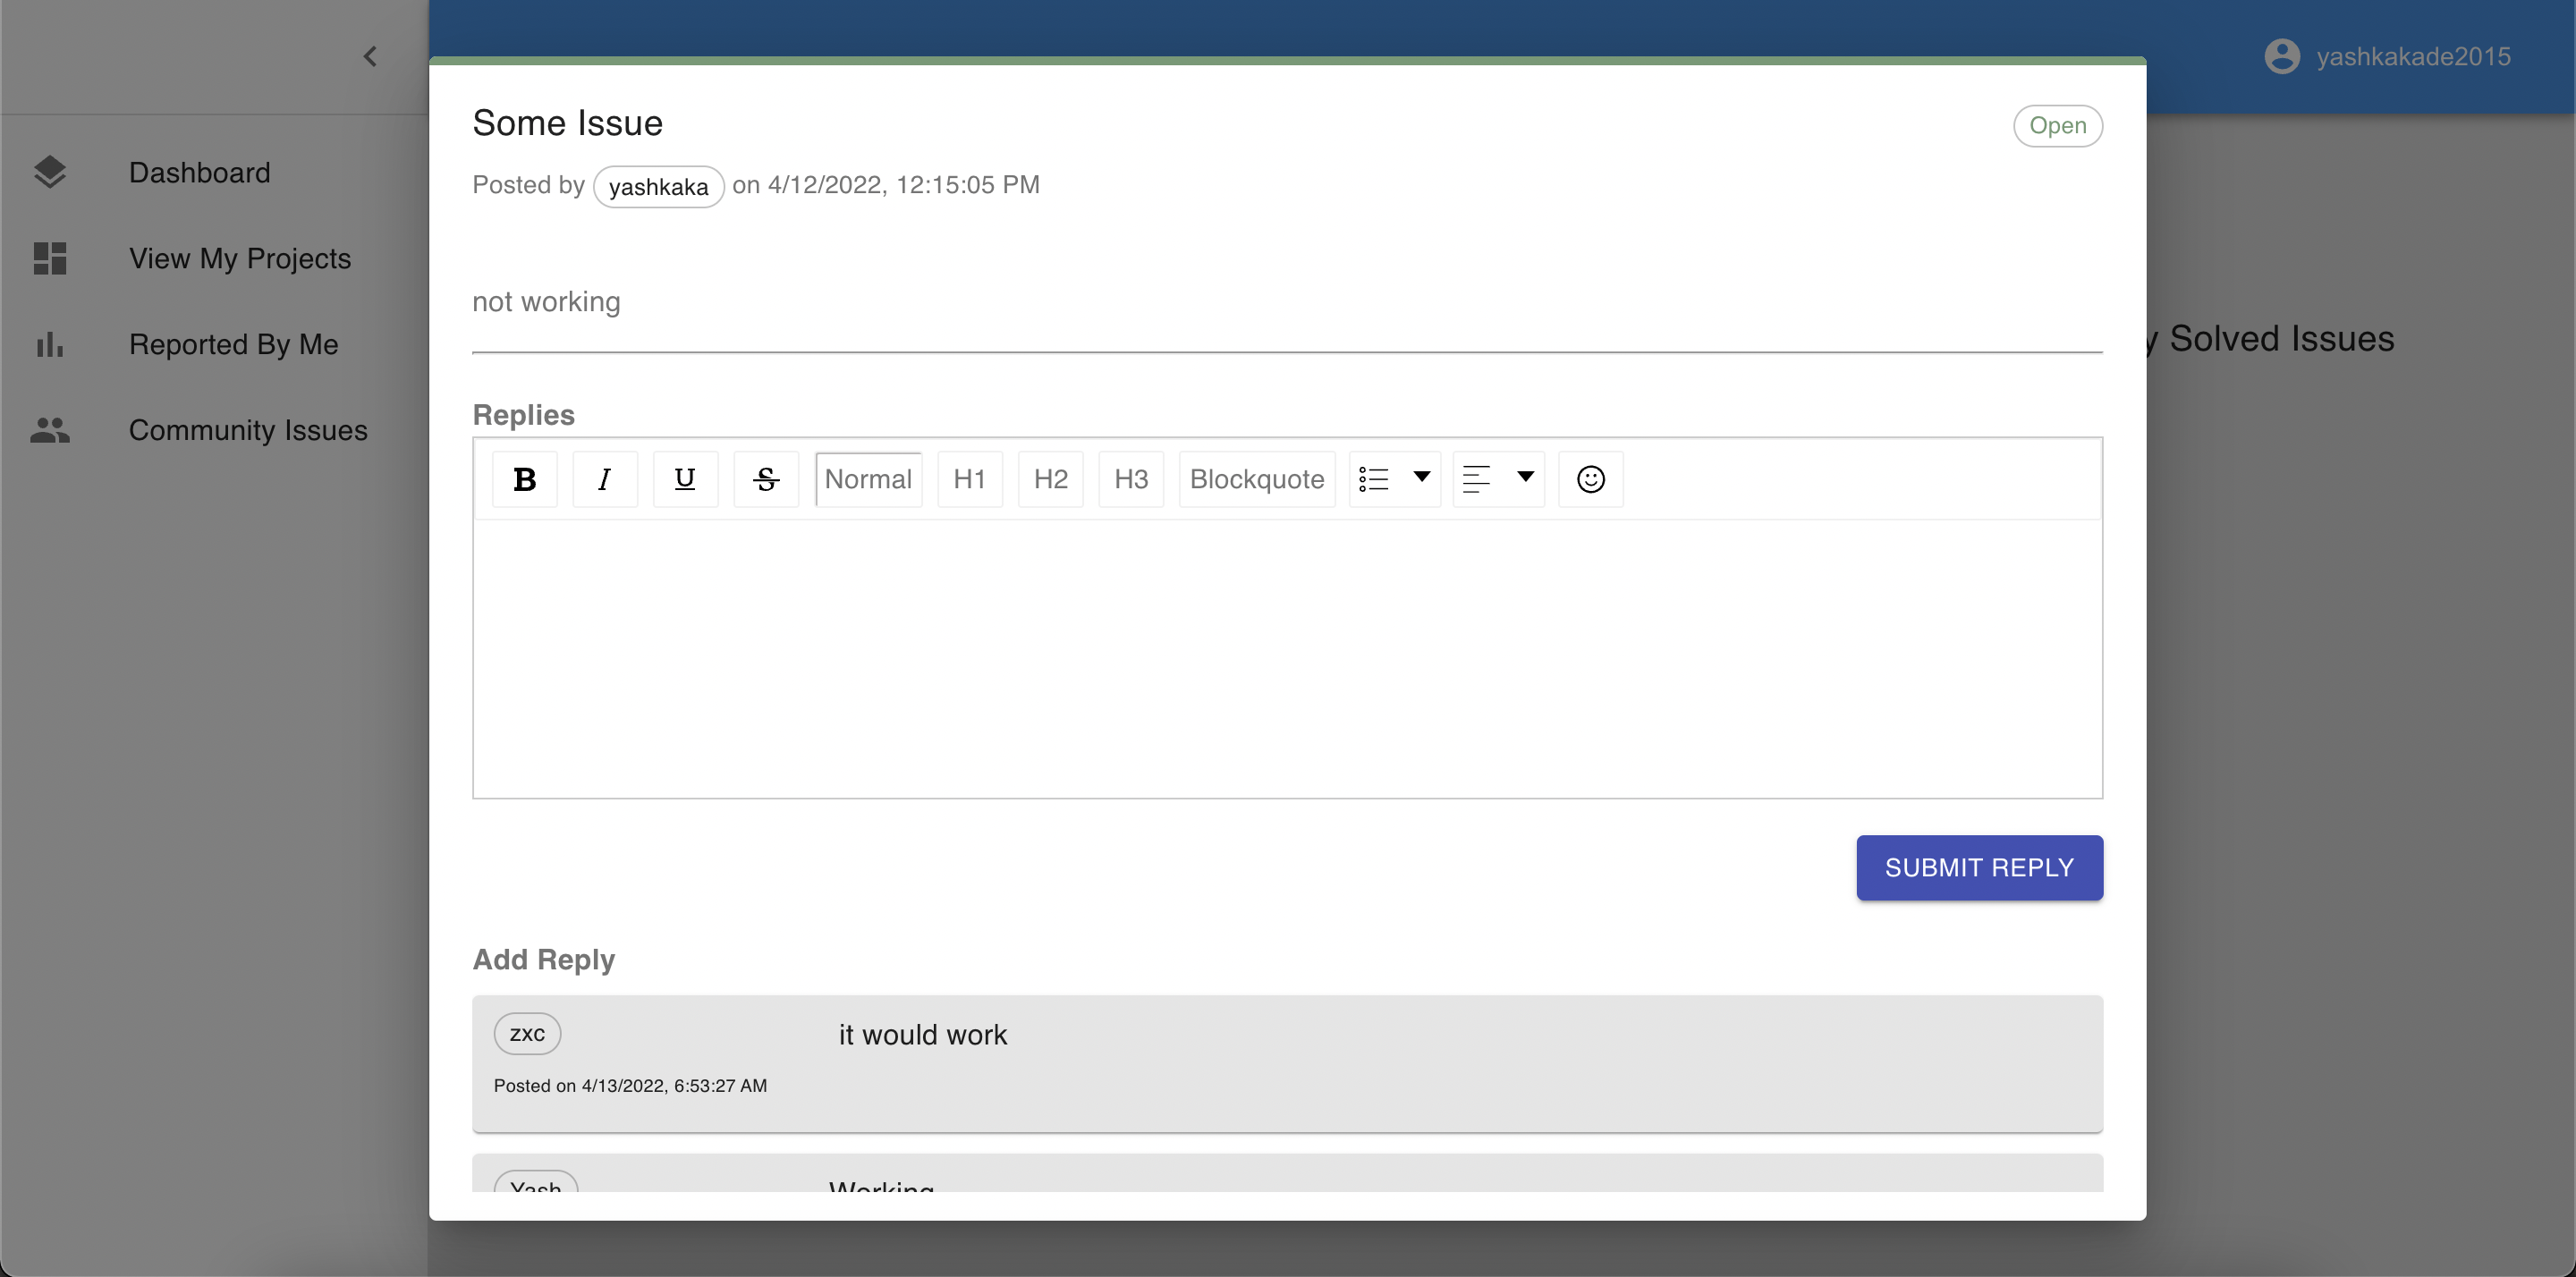 yashkakade2015
Dashboard
View My Projects
Reported By Me
Community Issues
Some Issue
Open
Posted by yashkaka on 4/12/2022, 12:15:05 PM
not working
y Solved Issues
Replies
B I U S Normal H1 H2 H3 Blockquote
SUBMIT REPLY
Add Reply
zxc it would work
Posted on 4/13/2022, 6:53:27 AM
Yash Working